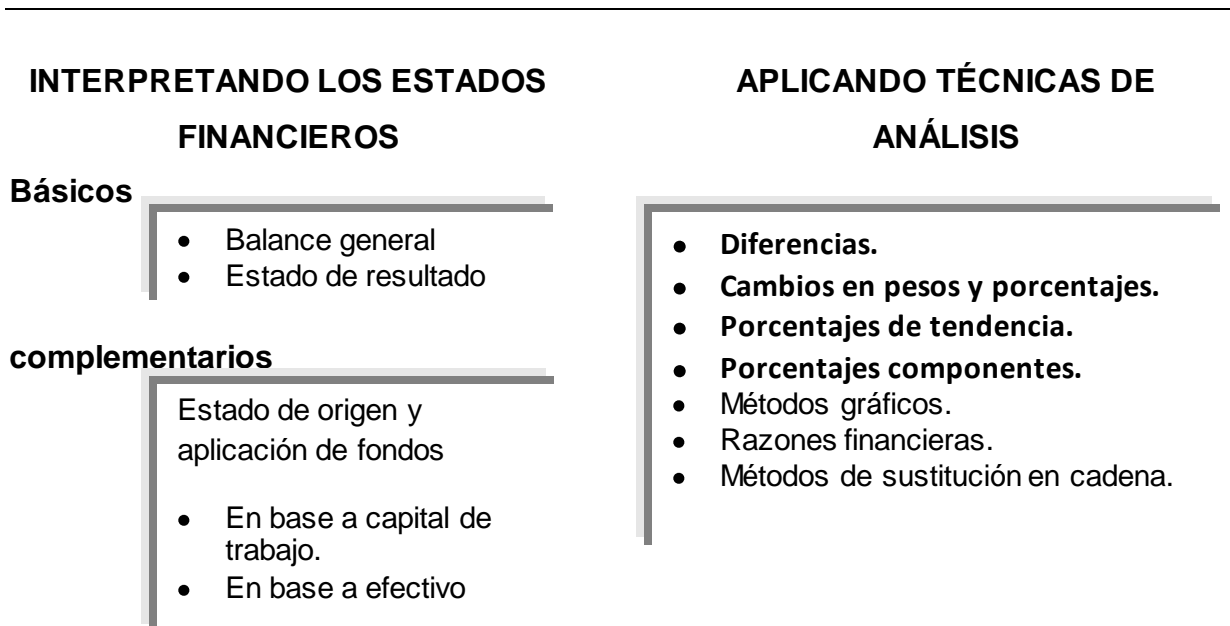 INTERPRETANDO LOS ESTADOS
FINANCIEROS
Básicos
• Balance general
• Estado de resultado
complementarios
Estado de origen y
aplicación de fondos
• En base a capital de
trabajo.
• En base a efectivo
APLICANDO TÉCNICAS DE
ANÁLISIS
• Diferencias.
• Cambios en pesos y porcentajes.
• Porcentajes de tendencia.
• Porcentajes componentes.
• Métodos gráficos.
• Razones financieras.
• Métodos de sustitución en cadena.